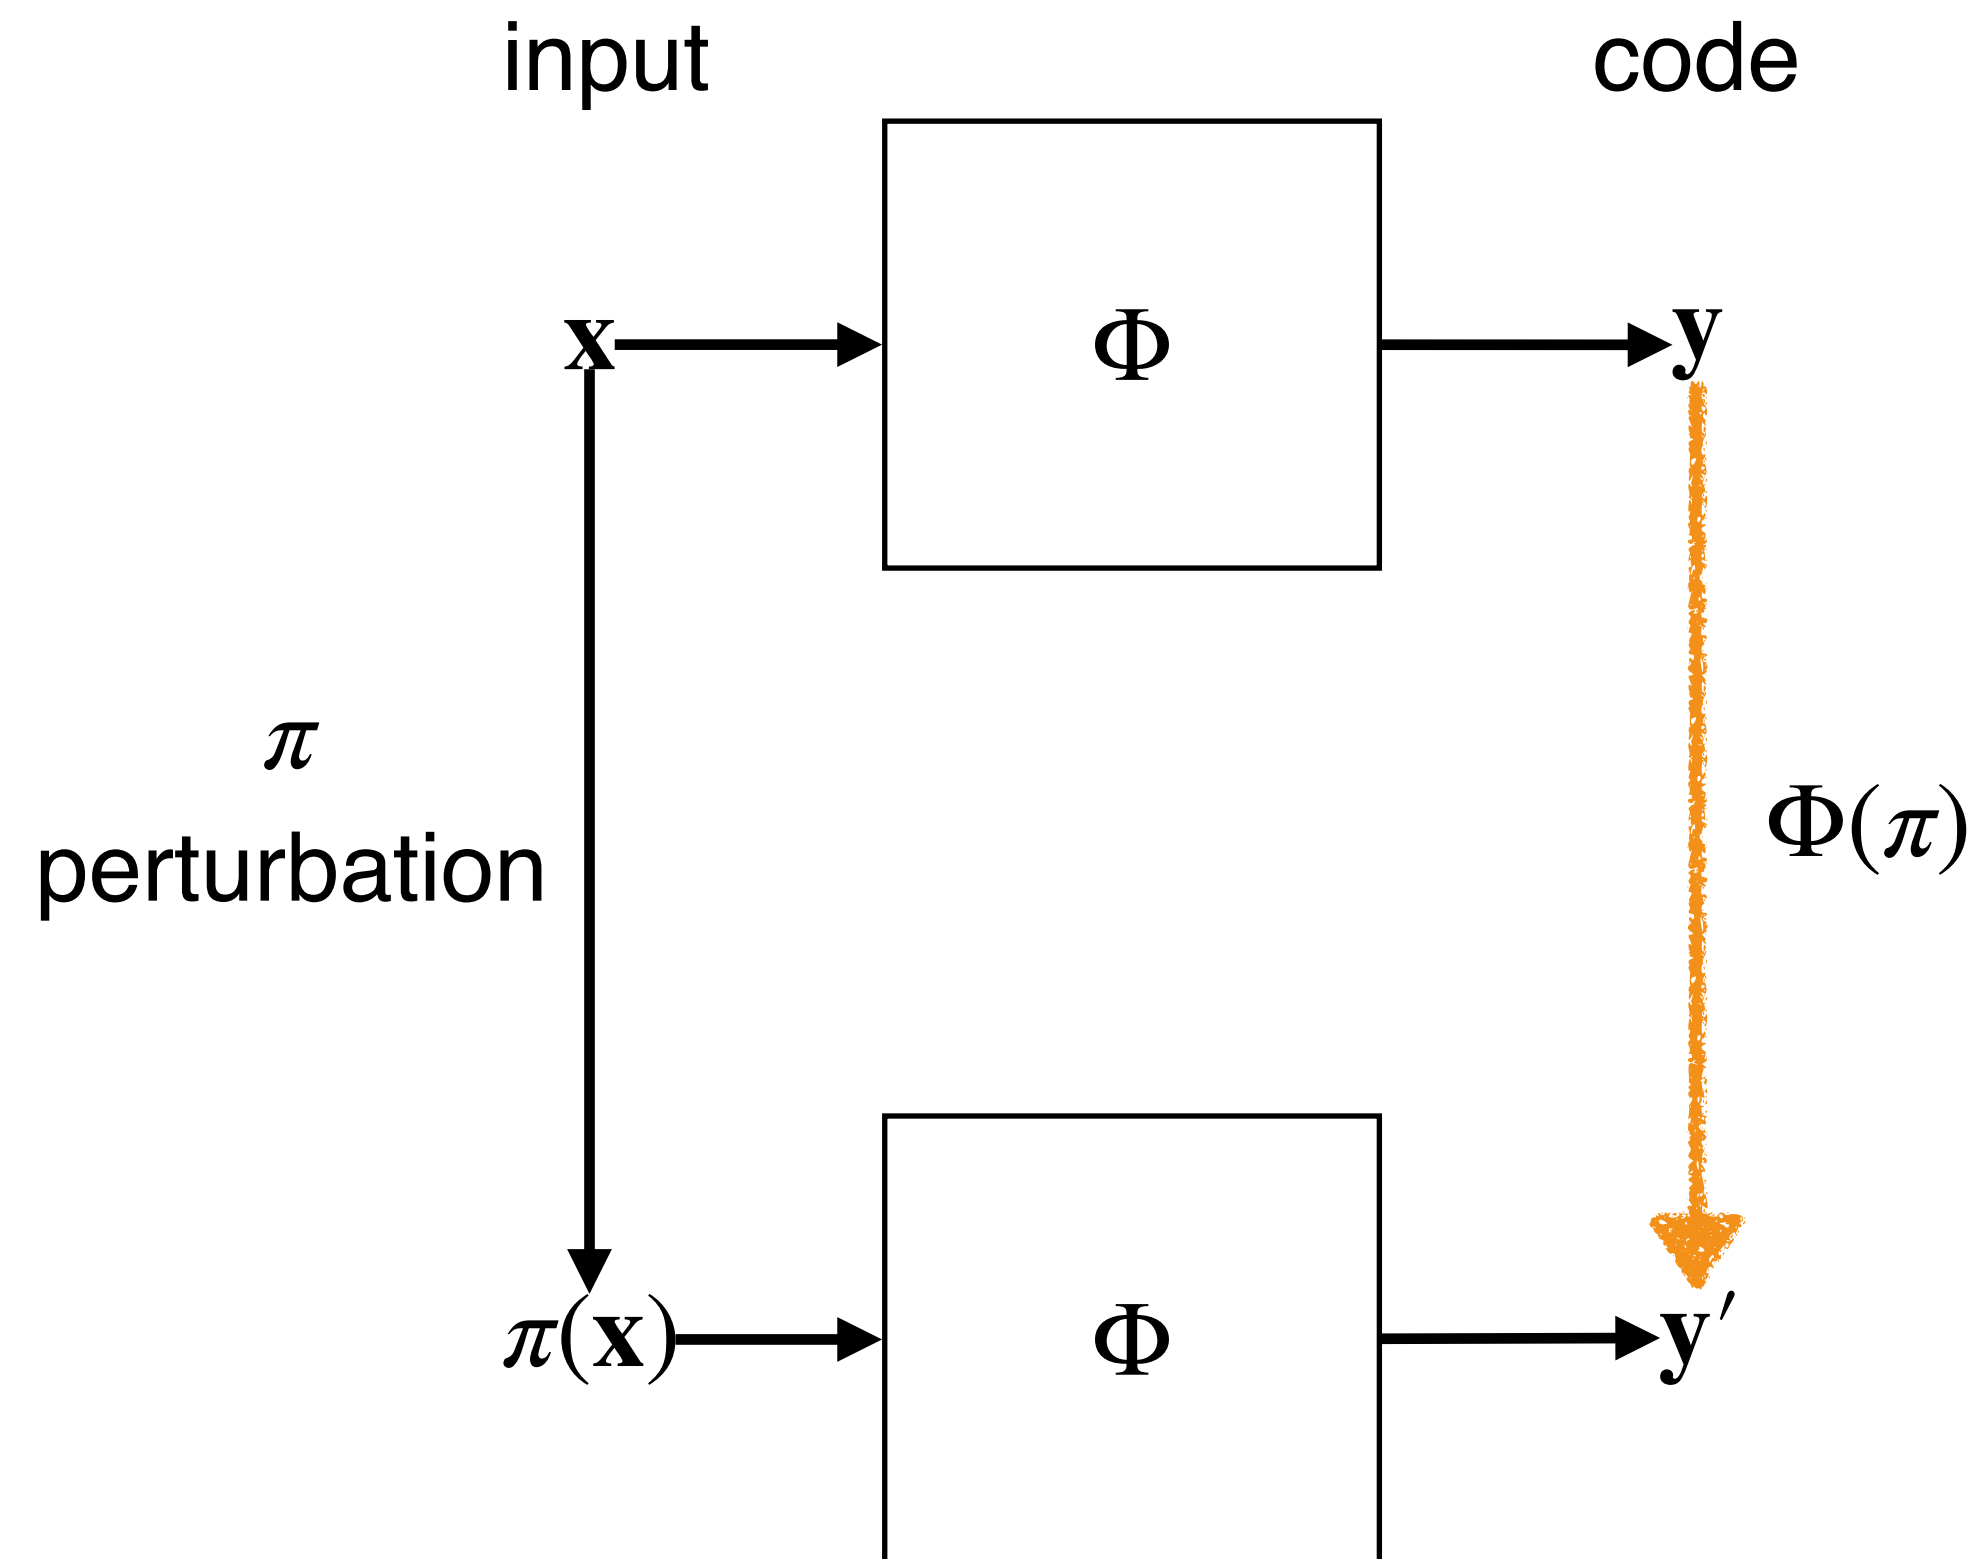 input
code
x
Φ
y
π
perturbation
Φ(π)
π(x)
Φ
y′